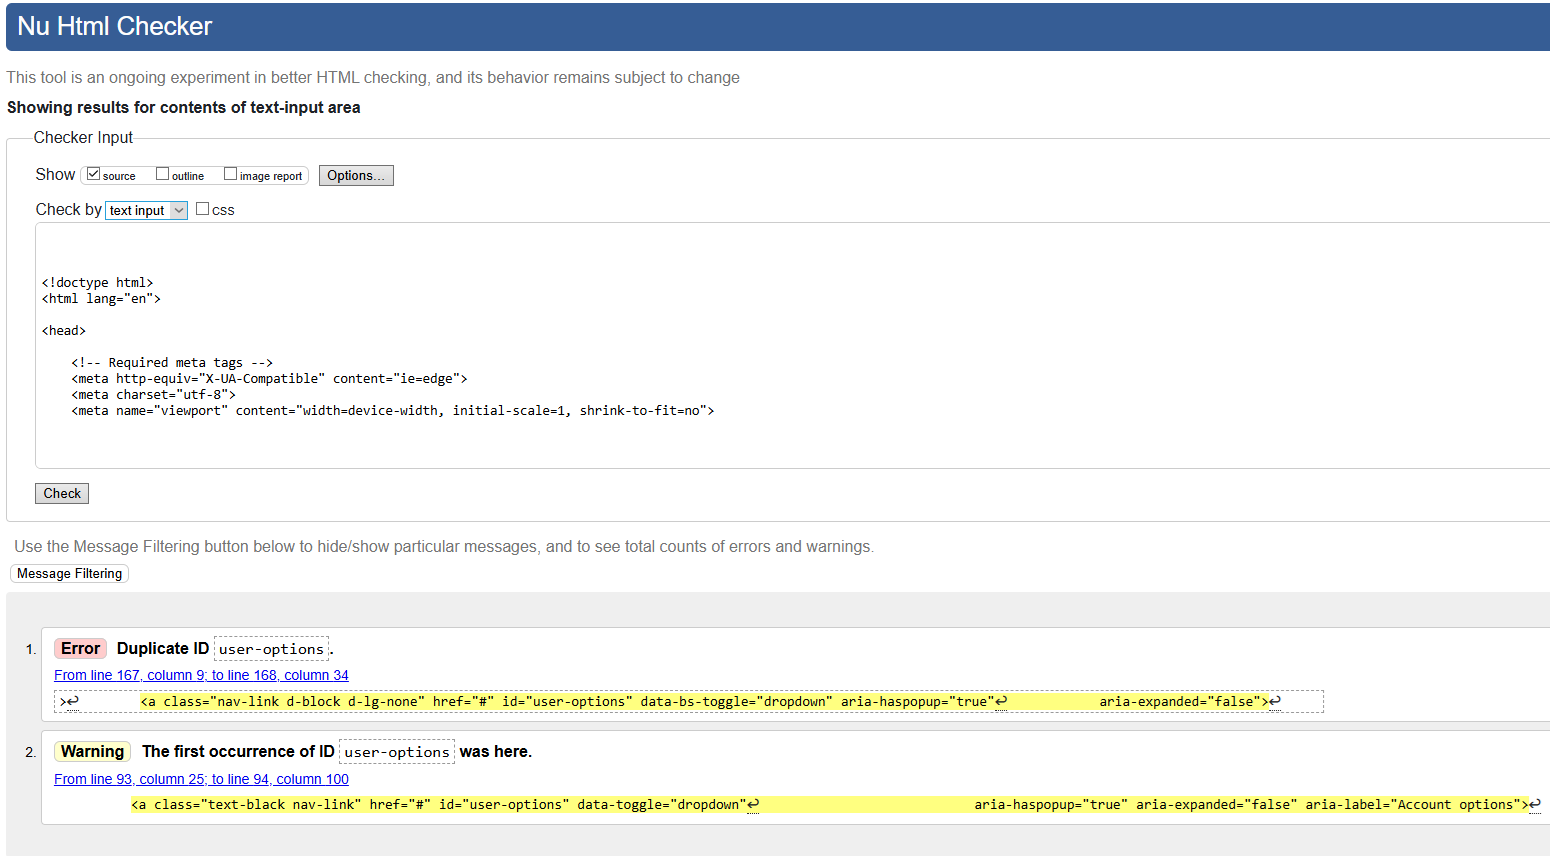 Nu Html Checker
This tool is an ongoing experiment in better HTML checking, and its behavior remains subject to change
Showing results for contents of text-input area
Checker Input
Show source outline image report Options...
Check by text input css
<!doctype html>
<html lang="en">
<head>
<!-- Required meta tags -->
<meta http-equiv="X-UA-Compatible" content="ie=edge">
<meta charset="utf-8">
<meta name="viewport" content="width=device-width, initial-scale=1, shrink-to-fit=no">
Check
Use the Message Filtering button below to hide/show particular messages, and to see total counts of errors and warnings.
Message Filtering
1. Error Duplicate ID user-options.
From line 167, column 9; to line 168, column 34
>↩ <a class="nav-link d-block d-lg-none" href="#" id="user-options" data-bs-toggle="dropdown" aria-haspopup="true"↩ aria-expanded="false">↩
2. Warning The first occurrence of ID user-options was here.
From line 93, column 25; to line 94, column 100
<a class="text-black nav-link" href="#" id="user-options" data-toggle="dropdown"↩ aria-haspopup="true" aria-expanded="false" aria-label="Account options">↩